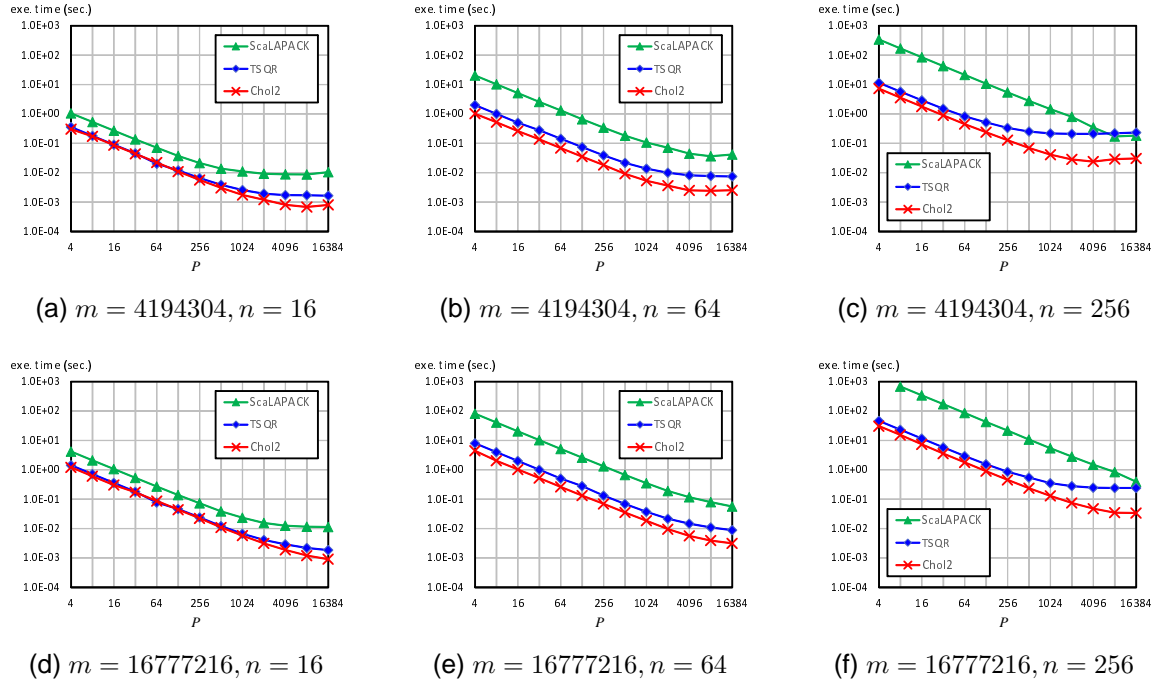 exe. time (sec.)
1.0E+03
1.0E+02
1.0E+01
1.0E+00
1.0E-01
1.0E-02
1.0E-03
1.0E-04
4 16 64 256 1024 4096 16384
P
ScaLAPACK
TSQR
Chol2
(a) m = 4194304, n = 16
exe. time (sec.)
1.0E+03
1.0E+02
1.0E+01
1.0E+00
1.0E-01
1.0E-02
1.0E-03
1.0E-04
4 16 64 256 1024 4096 16384
P
ScaLAPACK
TSQR
Chol2
(b) m = 4194304, n = 64
exe. time (sec.)
1.0E+03
1.0E+02
1.0E+01
1.0E+00
1.0E-01
1.0E-02
1.0E-03
1.0E-04
4 16 64 256 1024 4096 16384
P
ScaLAPACK
TSQR
Chol2
(c) m = 4194304, n = 256
exe. time (sec.)
1.0E+03
1.0E+02
1.0E+01
1.0E+00
1.0E-01
1.0E-02
1.0E-03
1.0E-04
4 16 64 256 1024 4096 16384
P
ScaLAPACK
TSQR
Chol2
(d) m = 16777216, n = 16
exe. time (sec.)
1.0E+03
1.0E+02
1.0E+01
1.0E+00
1.0E-01
1.0E-02
1.0E-03
1.0E-04
4 16 64 256 1024 4096 16384
P
ScaLAPACK
TSQR
Chol2
(e) m = 16777216, n = 64
exe. time (sec.)
1.0E+03
1.0E+02
1.0E+01
1.0E+00
1.0E-01
1.0E-02
1.0E-03
1.0E-04
4 16 64 256 1024 4096 16384
P
ScaLAPACK
TSQR
Chol2
(f) m = 16777216, n = 256